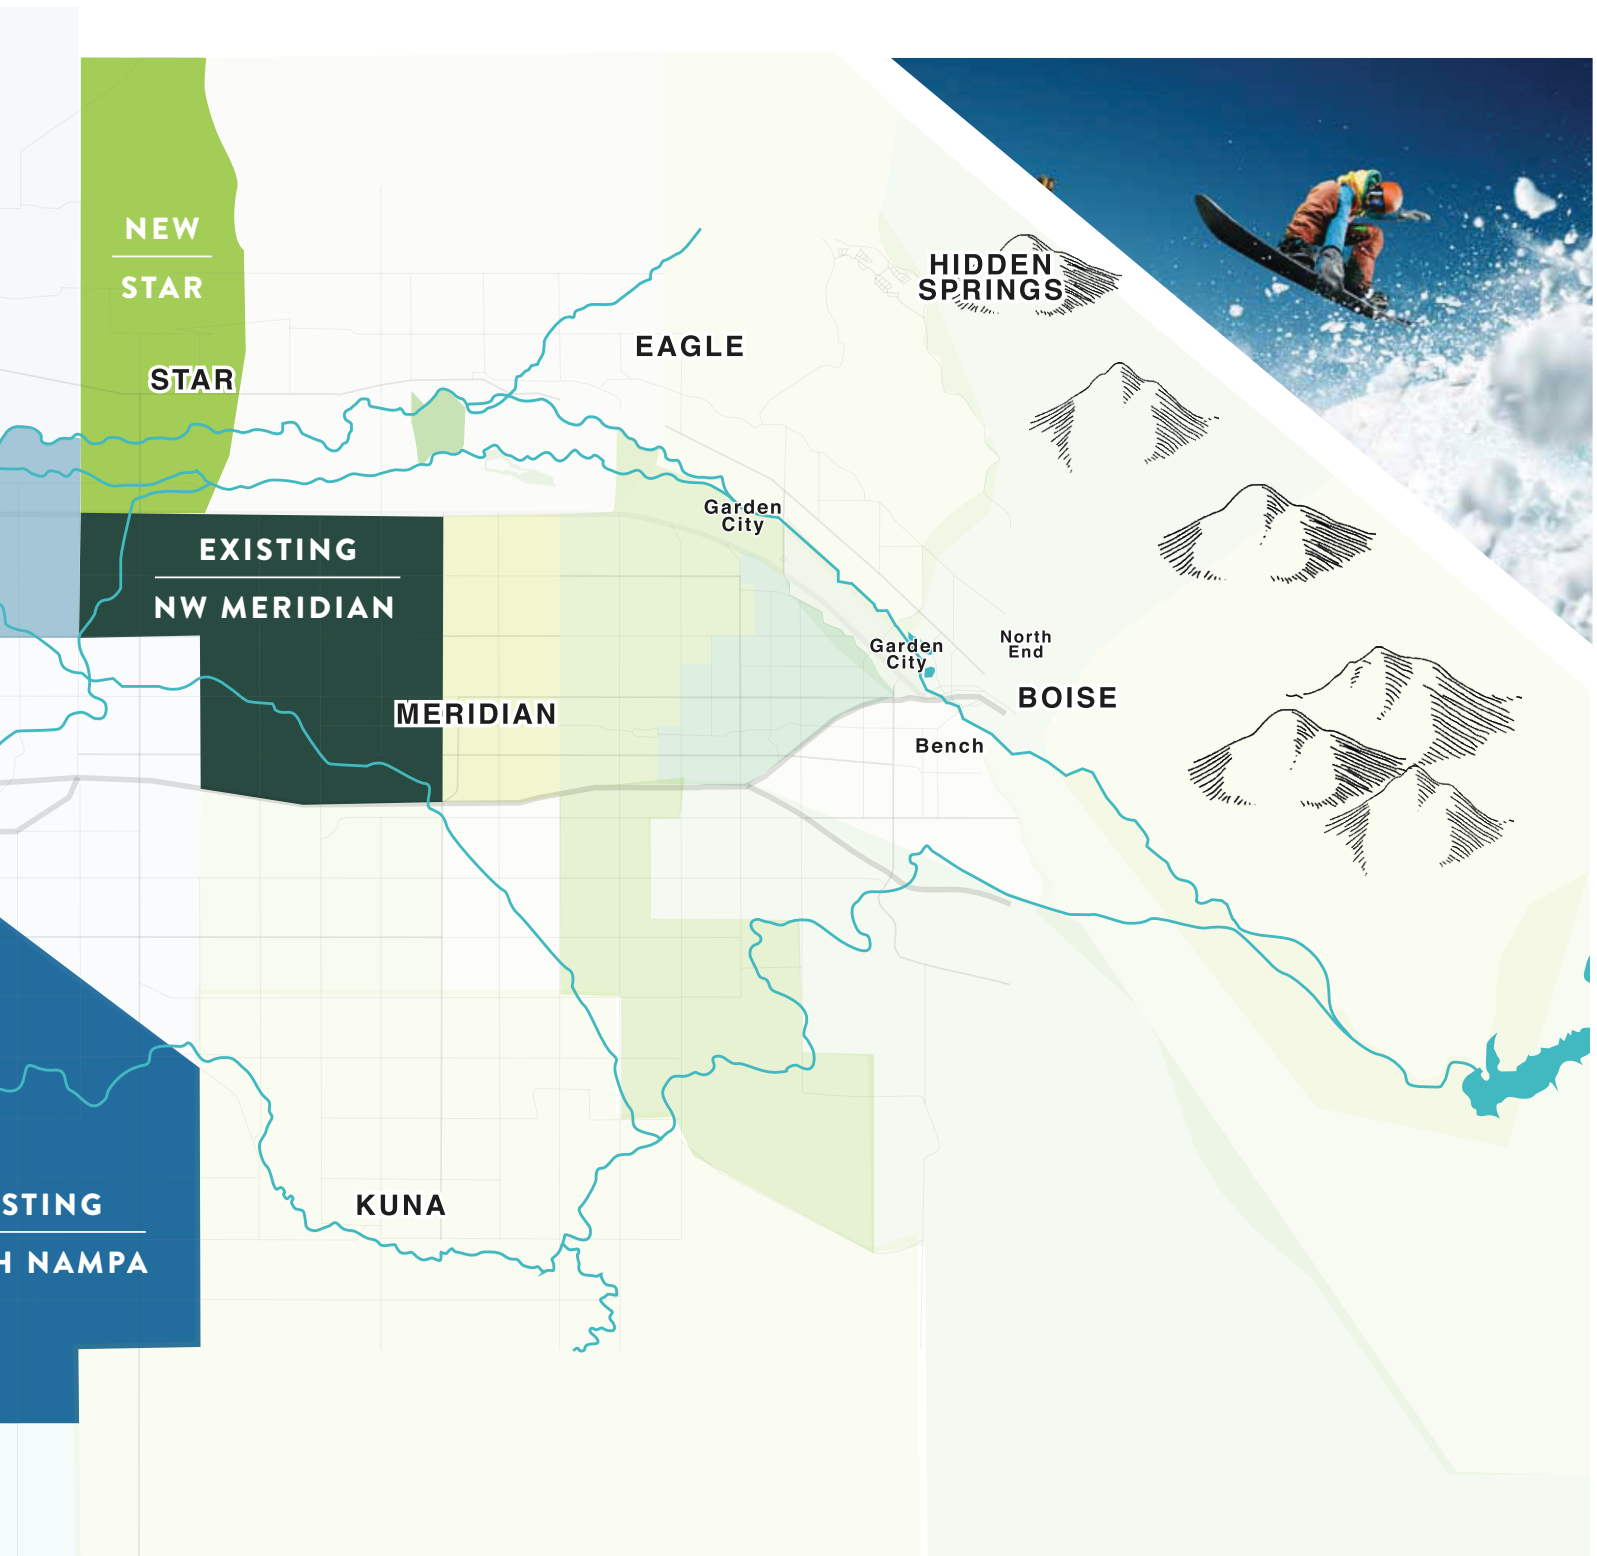 NEW
STAR
HIDDEN
SPRINGS
EAGLE
STAR
Garden
City
EXISTING
NW MERIDIAN
Garden
City
North
End
BOISE
MERIDIAN
Bench
STING
H NAMPA
KUNA